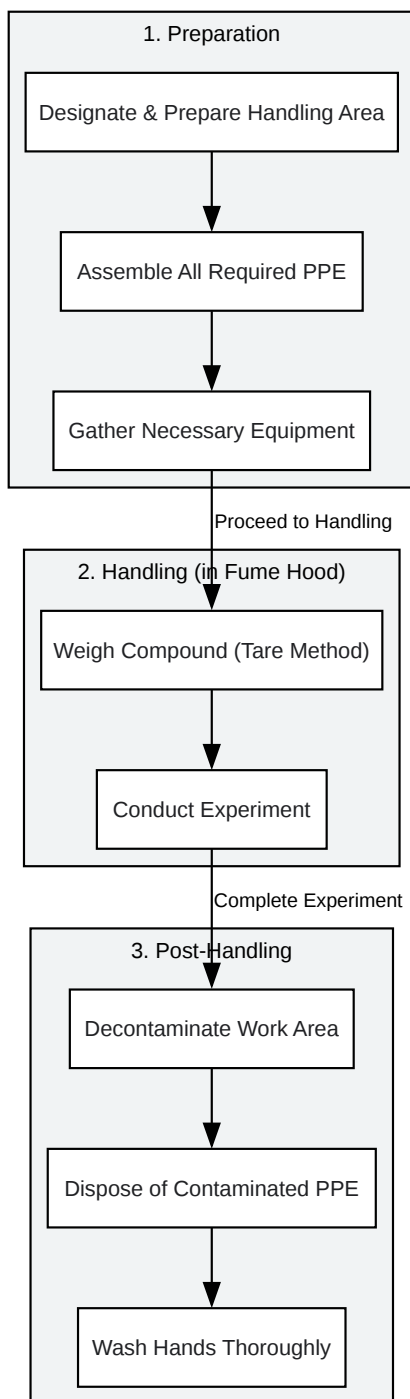 1. Preparation
Designate & Prepare Handling Area
Assemble All Required PPE
Gather Necessary Equipment
Proceed to Handling
2. Handling (in Fume Hood)
Weigh Compound (Tare Method)
Conduct Experiment
Complete Experiment
3. Post-Handling
Decontaminate Work Area
Dispose of Contaminated PPE
Wash Hands Thoroughly